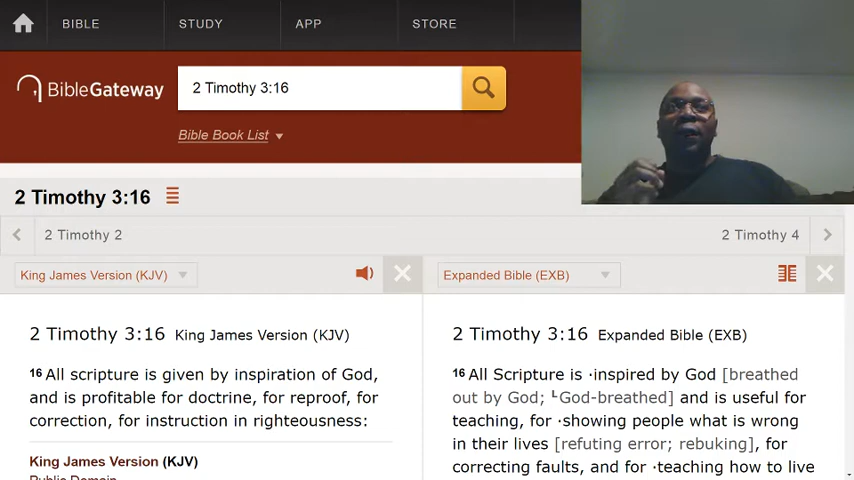 BIBLE STUDY APP STORE
BibleGateway
2 Timothy 3:16
Bible Book List
2 Timothy 3:16
2 Timothy 2
2 Timothy 4
King James Version (KJV)
Expanded Bible (EXB)
2 Timothy 3:16 King James Version (KJV)
16 All scripture is given by inspiration of God,
and is profitable for doctrine, for reproof, for
correction, for instruction in righteousness:
King James Version (KJV)
Public Domain
2 Timothy 3:16 Expanded Bible (EXB)
16 All Scripture is ·inspired by God [breathed
out by God; ᴸGod-breathed] and is useful for
teaching, for ·showing people what is wrong
in their lives [refuting error; rebuking], for
correcting faults, and for ·teaching how to live